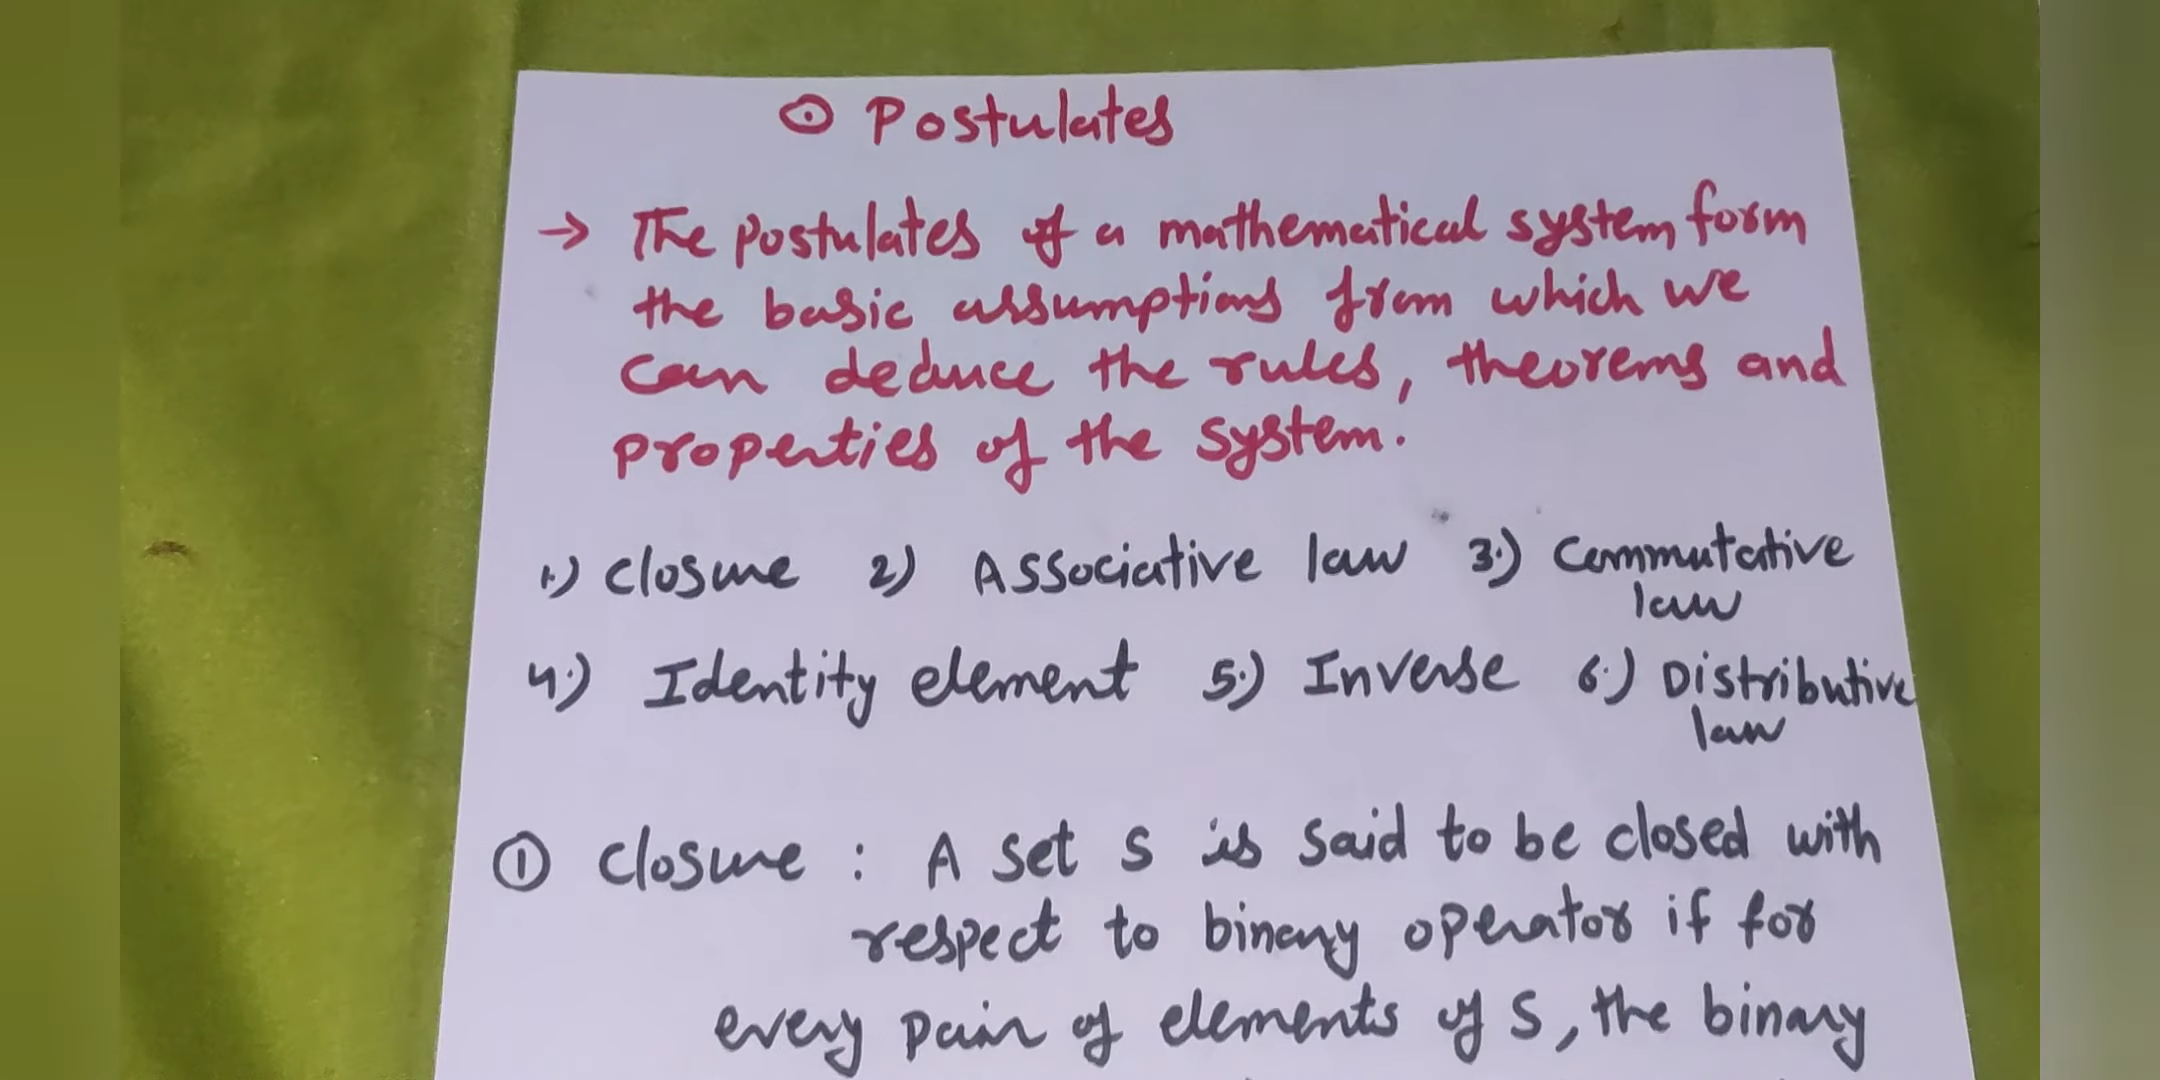 ⊙ Postulates
→ The postulates of a mathematical system form
the basic assumptions from which we
can deduce the rules, theorems and
properties of the system.
1.) Closure 2) Associative law 3.) Commutative
law
4.) Identity element 5.) Inverse 6.) Distributive
law
① Closure : A set S is said to be closed with
respect to binary operator if for
every pair of elements of S, the binary